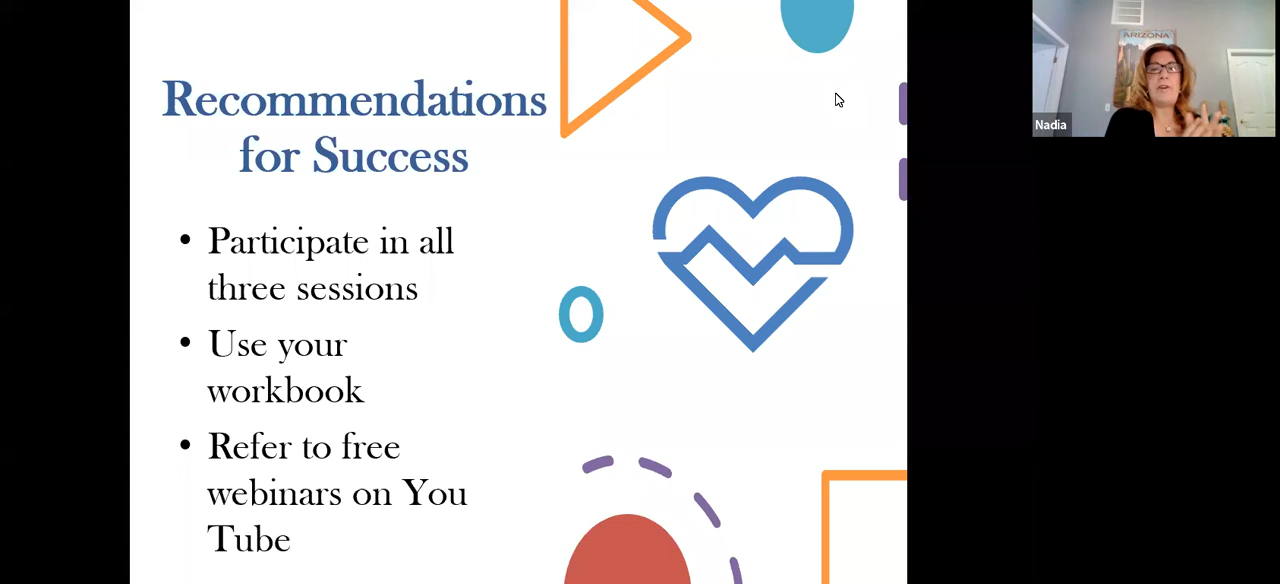 Recommendations
for Success
• Participate in all
three sessions
• Use your
workbook
• Refer to free
webinars on You
Tube
ARIZONA
Nadia